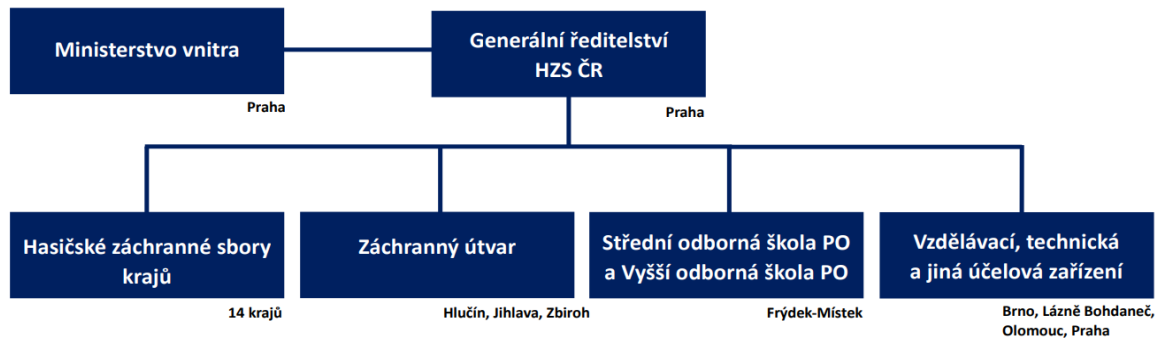 Ministerstvo vnitra
Praha
Generální ředitelství
HZS ČR
Praha
Hasičské záchranné sbory
krajů
14 krajů
Záchranný útvar
Hlučín, Jihlava, Zbiroh
Střední odborná škola PO
a Vyšší odborná škola PO
Frýdek-Místek
Vzdělávací, technická
a jiná účelová zařízení
Brno, Lázně Bohdaneč,
Olomouc, Praha